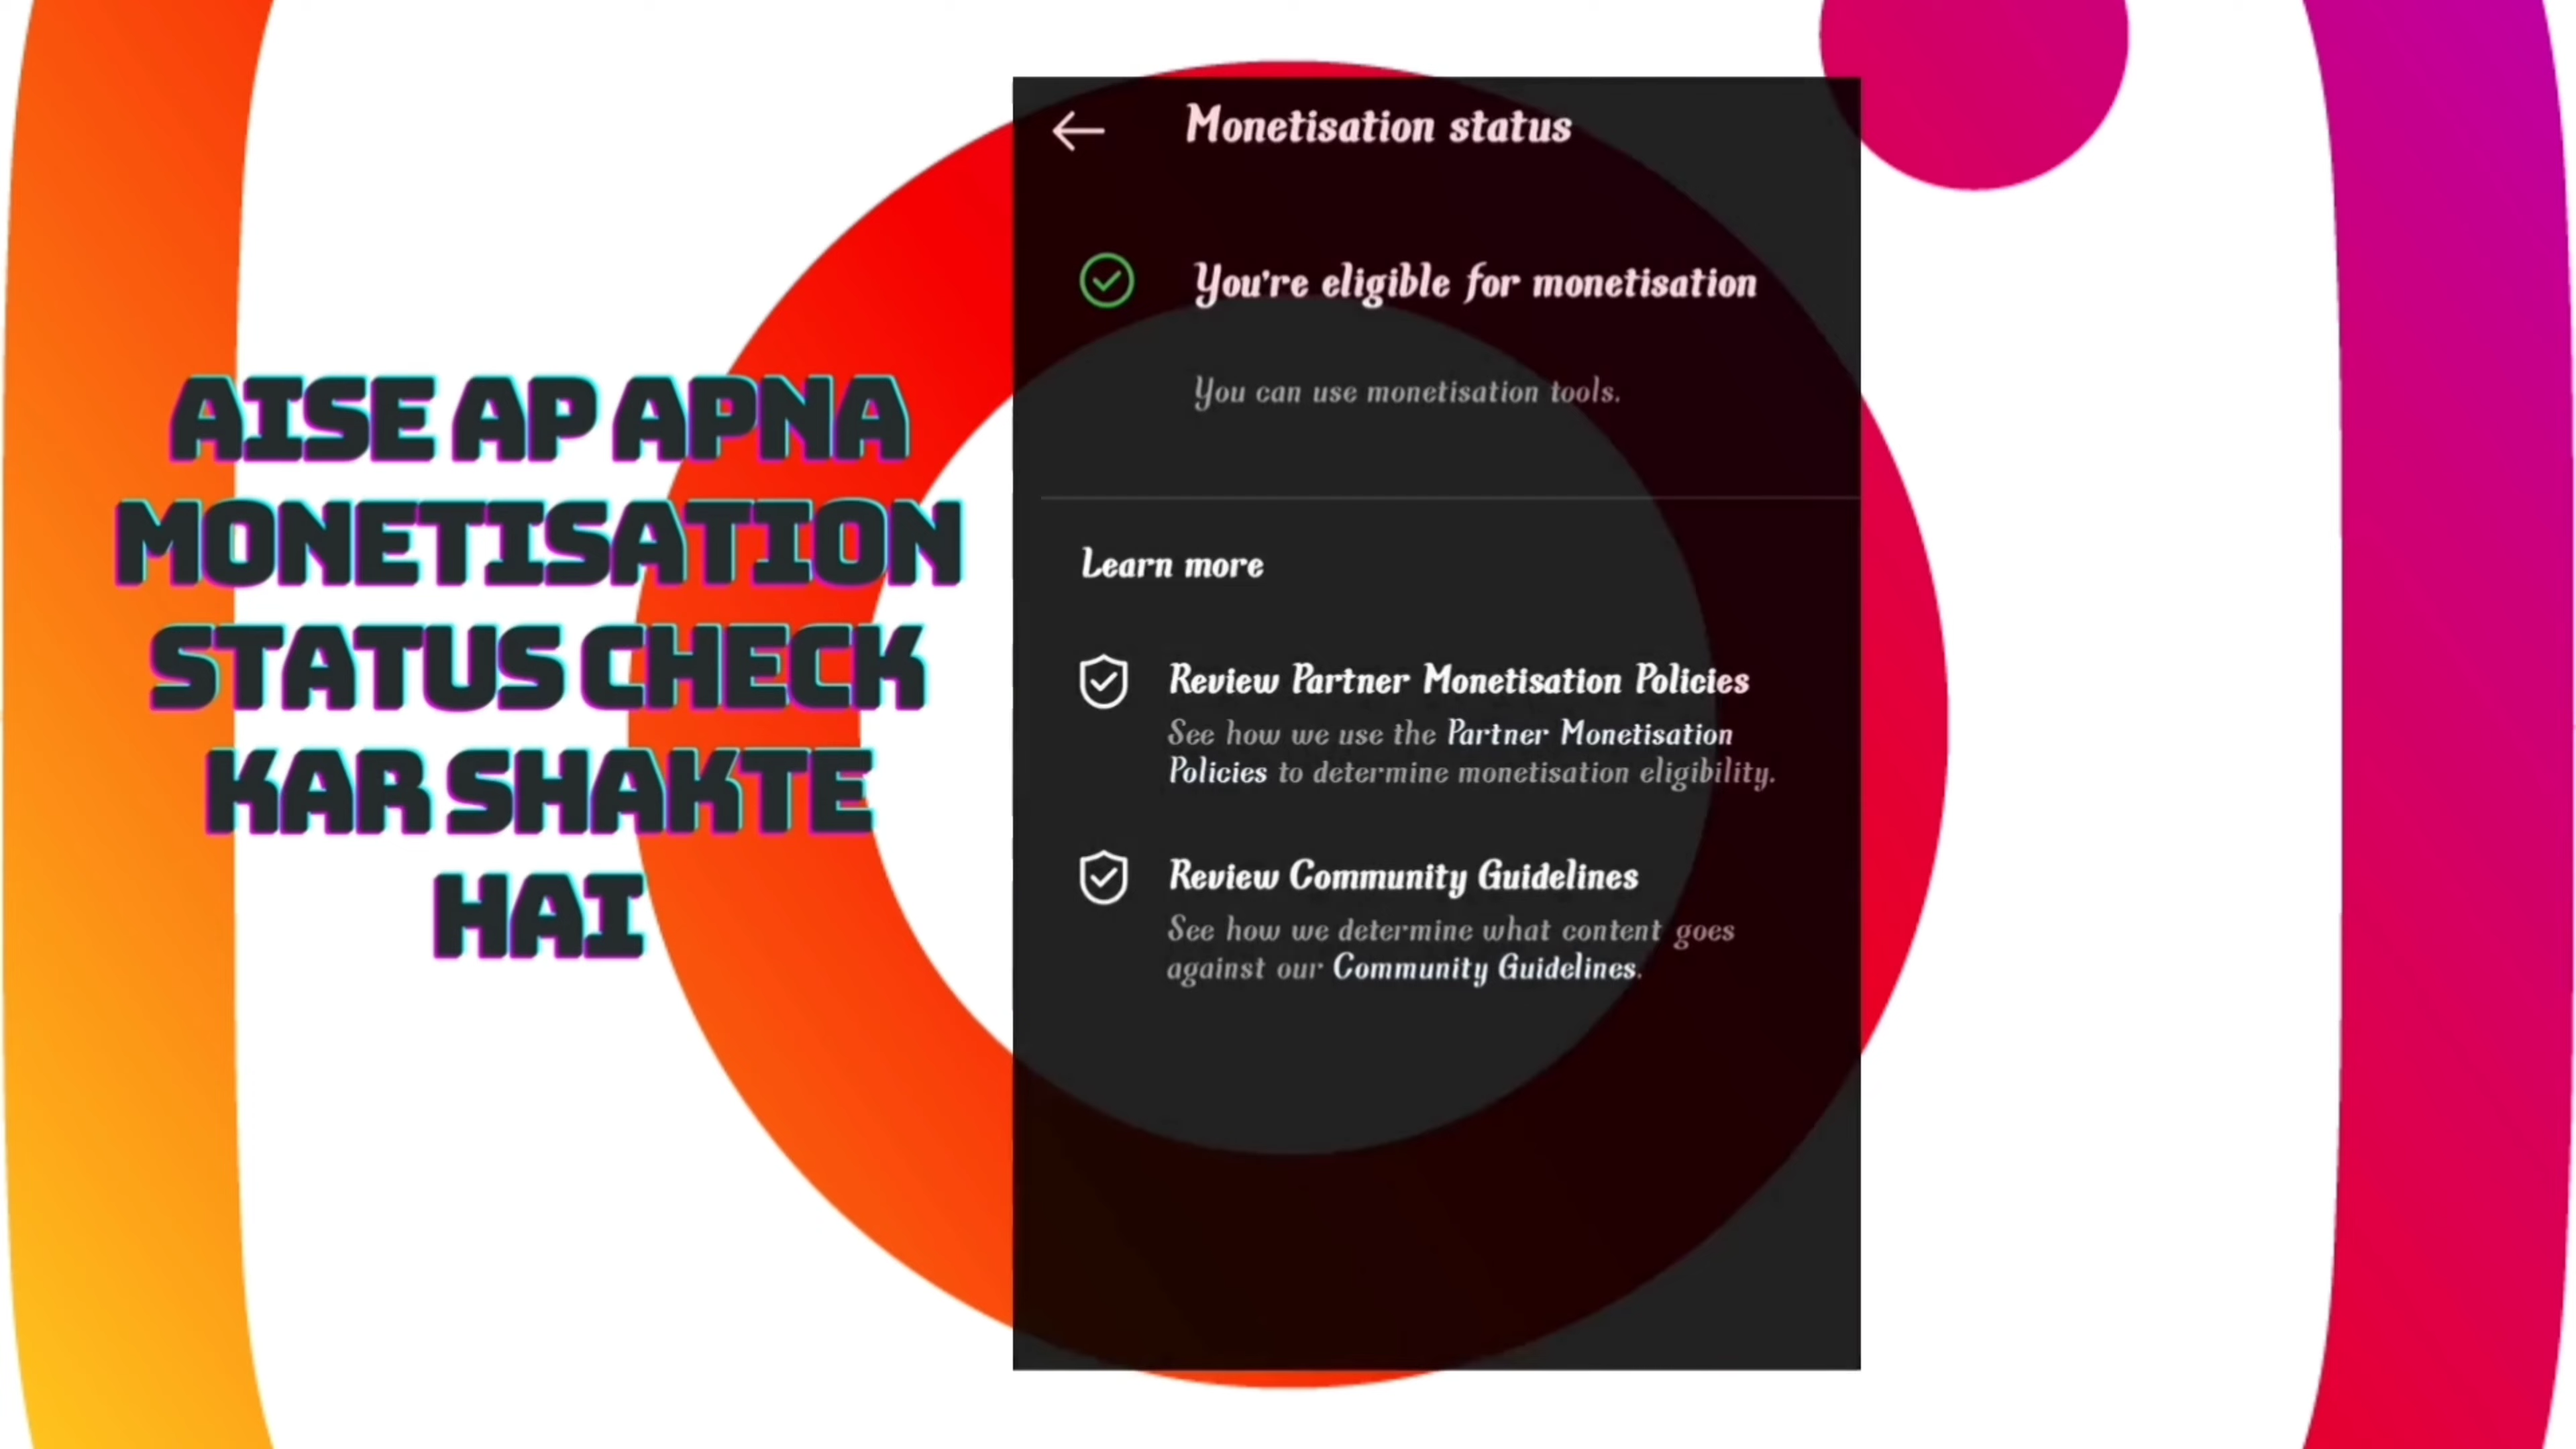 AISE AP APNA
MONETISATION
STATUS CHECK
KAR SHAKTE
HAI
Monetisation status
You're eligible for monetisation
You can use monetisation tools.
Learn more
Review Partner Monetisation Policies
See how we use the Partner Monetisation
Policies to determine monetisation eligibility.
Review Community Guidelines
See how we determine what content goes
against our Community Guidelines.